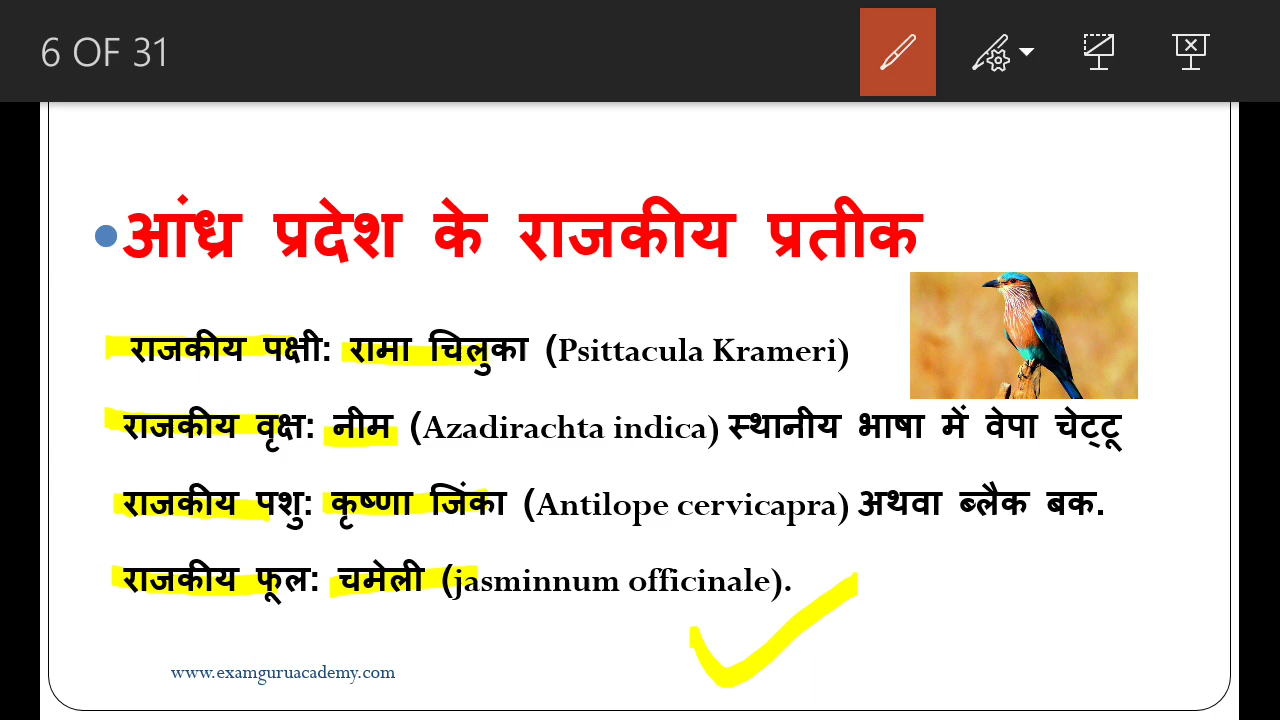 6 OF 31
आंध्र प्रदेश के राजकीय प्रतीक
राजकीय पक्षी: रामा चिलुका (Psittacula Krameri)
राजकीय वृक्ष: नीम (Azadirachta indica) स्थानीय भाषा में वेपा चेट्टू
राजकीय पशु: कृष्णा जिंका (Antilope cervicapra) अथवा ब्लैक बक.
राजकीय फूल: चमेली (jasminnum officinale).
www.examguruacademy.com